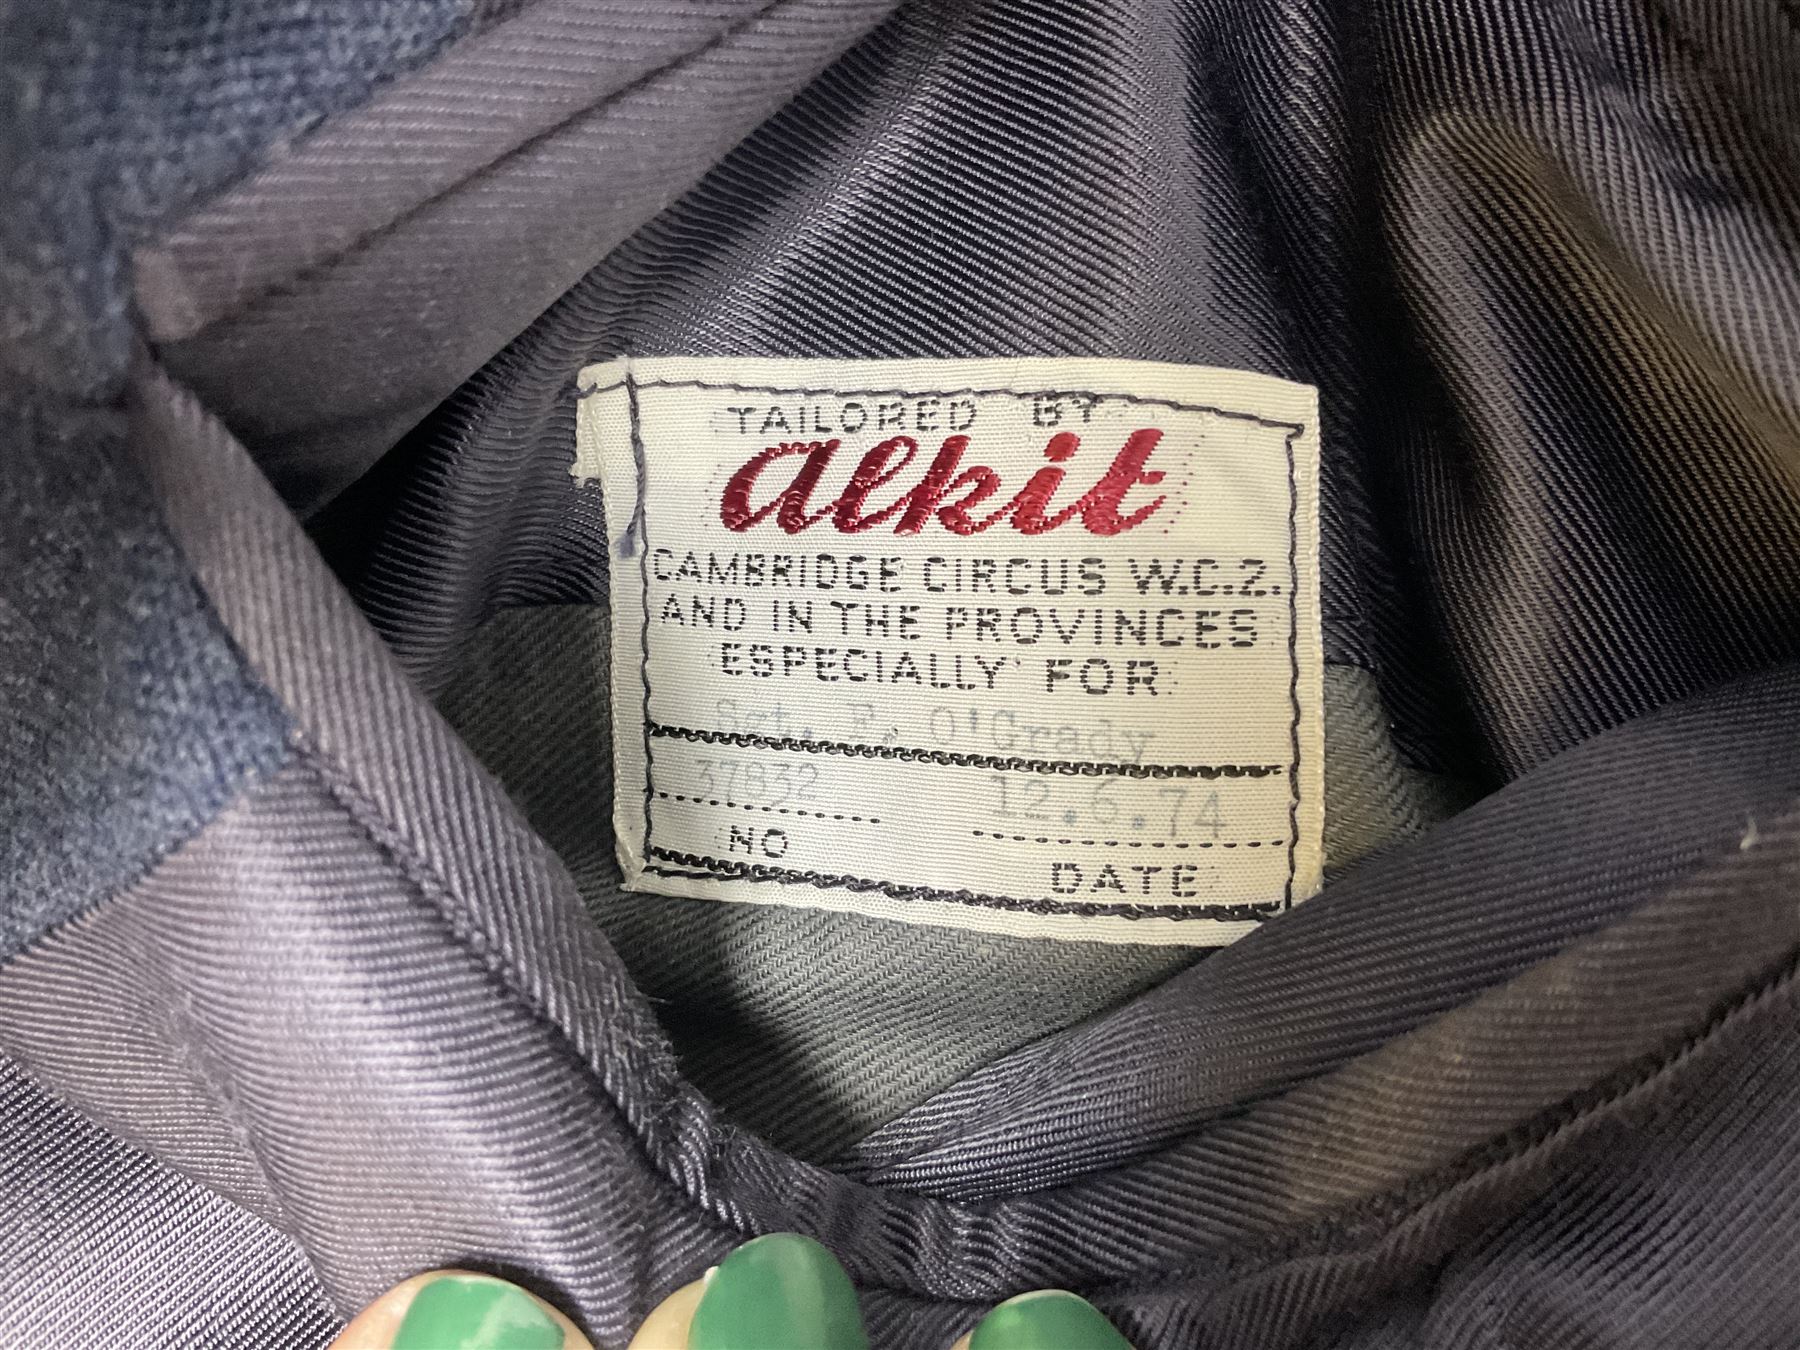 TAILORED BY
alkit
CAMBRIDGE CIRCUS W.C.2.
AND IN THE PROVINCES
ESPECIALLY FOR
Sgt. F. O'Grady
37832 12.6.74
NO DATE